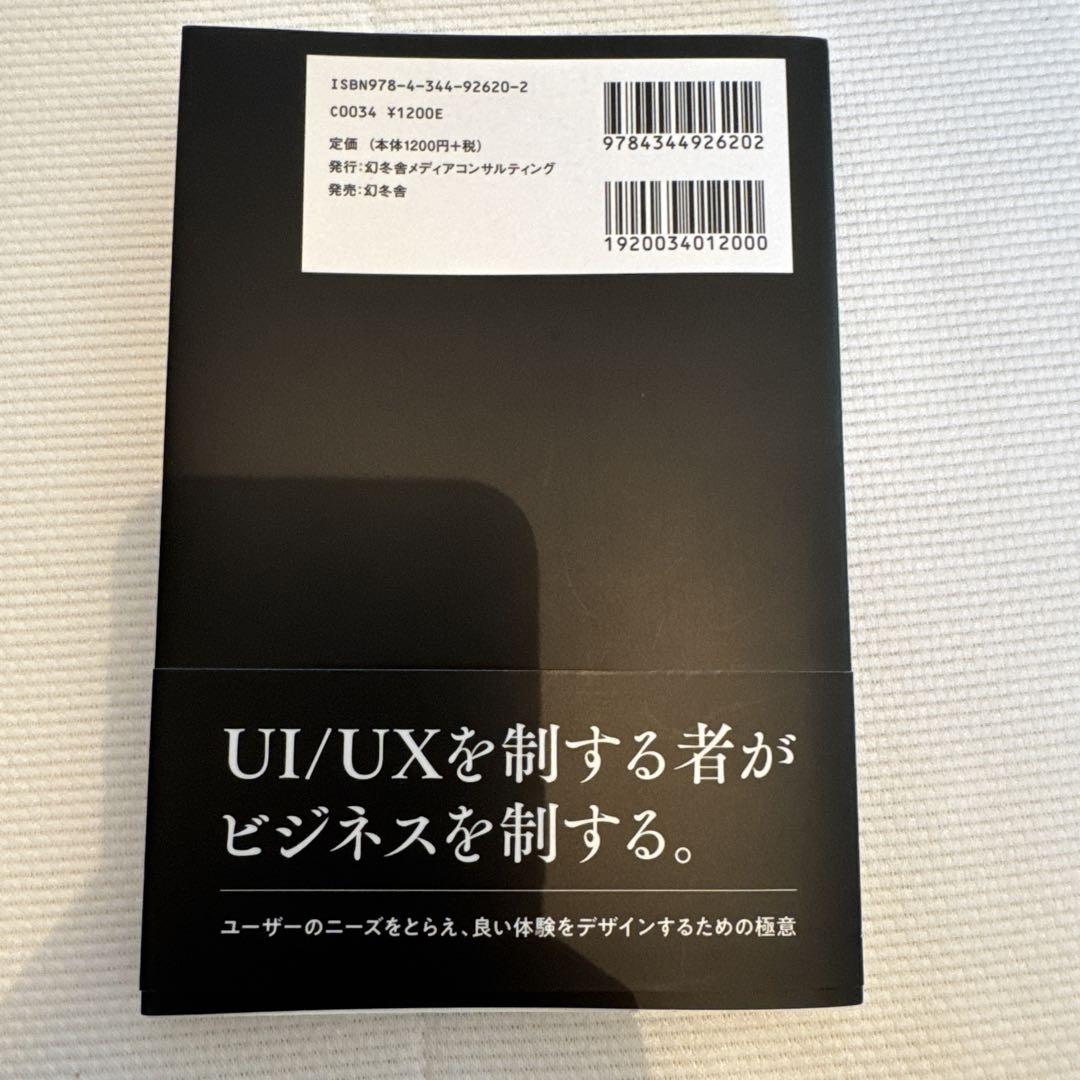 ISBN978-4-344-92620-2
C0034 ¥1200E
定価 (本体1200円+税)
発行:幻冬舎メディアコンサルティング
発売:幻冬舎
9784344926202
1920034012000
UI/UXを制する者が
ビジネスを制する。
ユーザーのニーズをとらえ、良い体験をデザインするための極意